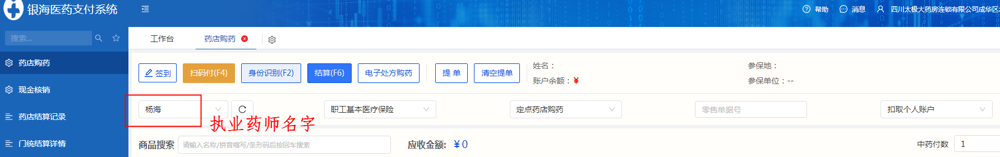 银海医药支付系统
帮助 消息 四川太极大药房连锁有限公司成华区
搜索...
工作台 药店购药
药店购药
现金核销
药店结算记录
门统结算详情
签到 扫码付(F4) 身份识别(F2) 结算(F6) 电子处方购药 提 单 清空提单
姓名： 参保地：
账户余额：¥ 参保单位：--
杨海 职工基本医疗保险 定点药店购药 零售单据号 扣取个人账户
执业药师名字
商品搜索 请输入名称/拼音缩写/条形码后按回车搜索 应收金额: ¥0 中药付数 1